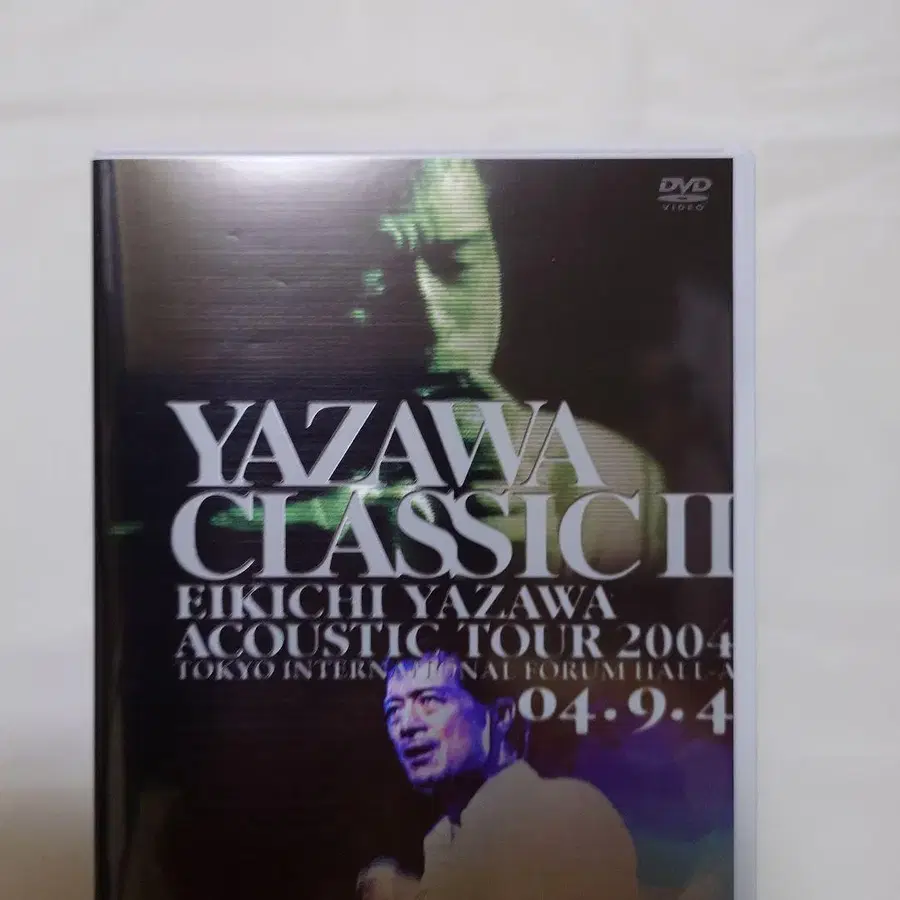 DVD
VIDEO
YAZAWA
CLASSIC II
EIKICHI YAZAWA
ACOUSTIC TOUR 2004
TOKYO INTERNATIONAL FORUM HALL-A
04.9.4